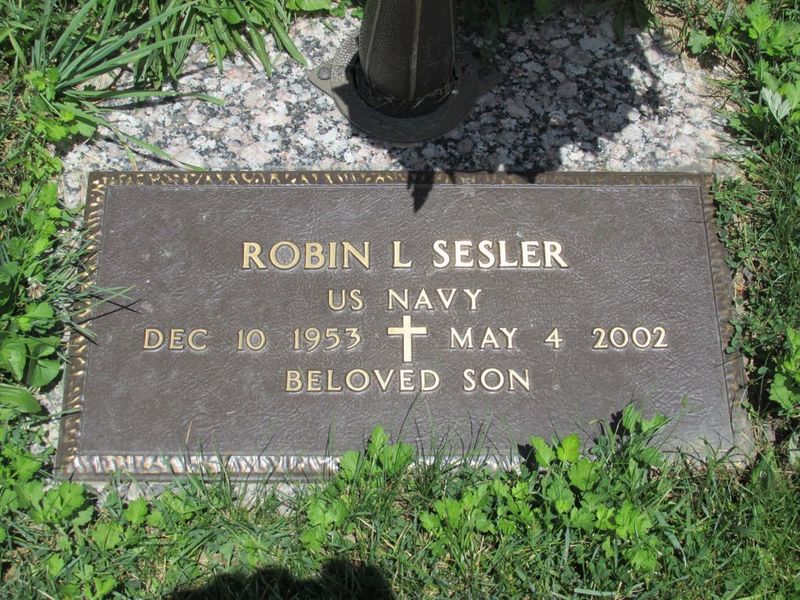 ROBIN L SESLER
US NAVY
DEC 10 1953 MAY 4 2002
BELOVED SON